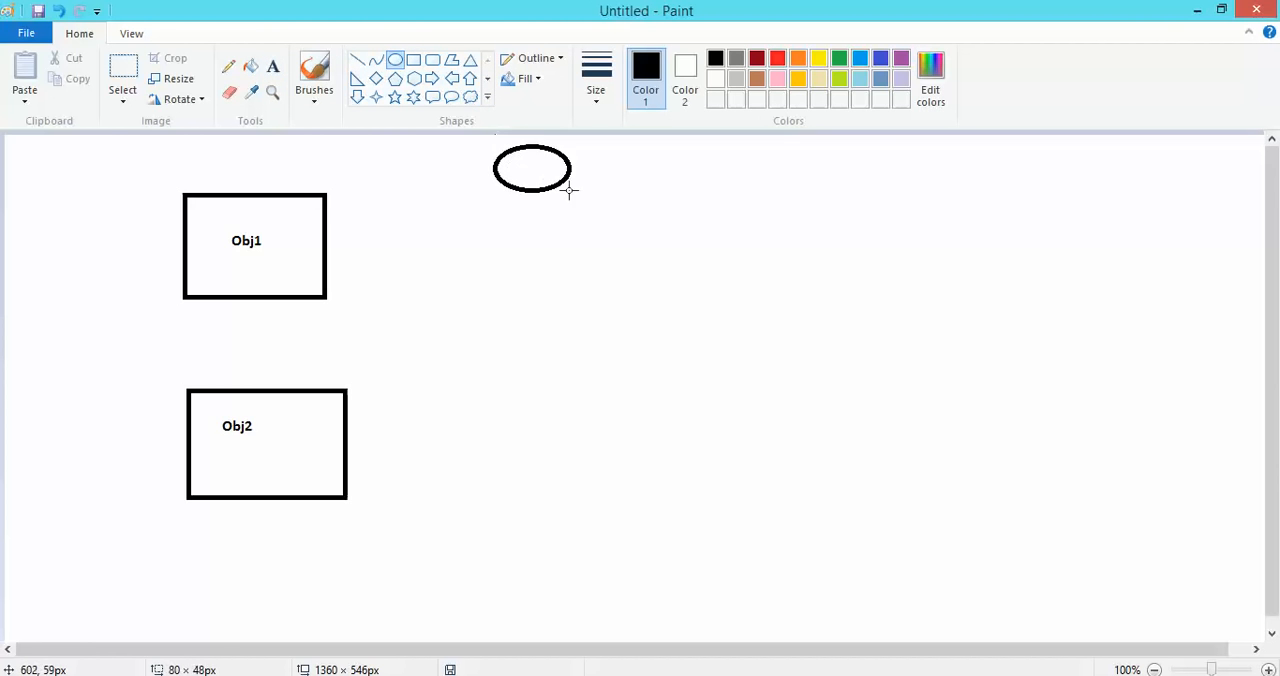 Untitled - Paint
File
Home
View
Paste
Cut
Copy
Select
Crop
Resize
Rotate
Brushes
Outline
Fill
Size
Color
1
Color
2
Edit
colors
Clipboard
Image
Tools
Shapes
Colors
Obj1
Obj2
602, 59px
80 × 48px
1360 × 546px
100%